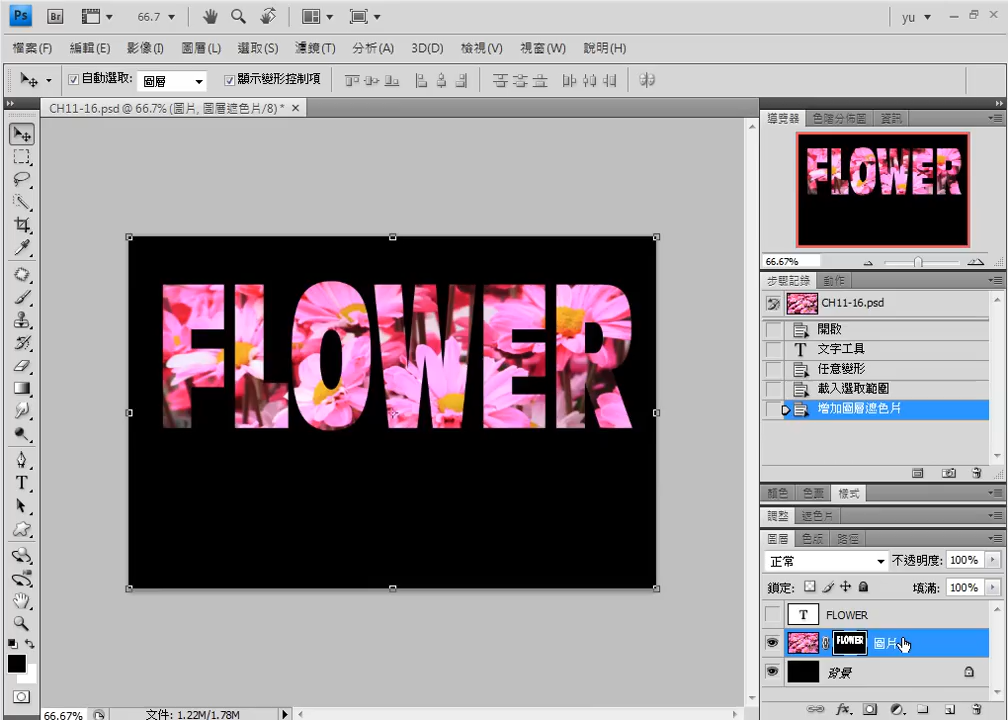 Ps Br 66.7 yu
檔案(F) 編輯(E) 影像(I) 圖層(L) 選取(S) 濾鏡(T) 分析(A) 3D(D) 檢視(V) 視窗(W) 說明(H)
自動選取: 圖層 顯示變形控制項
CH11-16.psd @ 66.7% (圖片, 圖層遮色片/8) *
導覽器 色階分佈圖 資訊
FLOWER
66.67%
步驟記錄 動作
CH11-16.psd
開啟
T 文字工具
任意變形
載入選取範圍
增加圖層遮色片
FLOWER
顏色 色票 樣式
調整 遮色片
圖層 色版 路徑
正常 不透明度: 100%
鎖定: 填滿: 100%
T FLOWER
FLOWER 圖片
背景
fx
66.67% 文件: 1.22M/1.78M